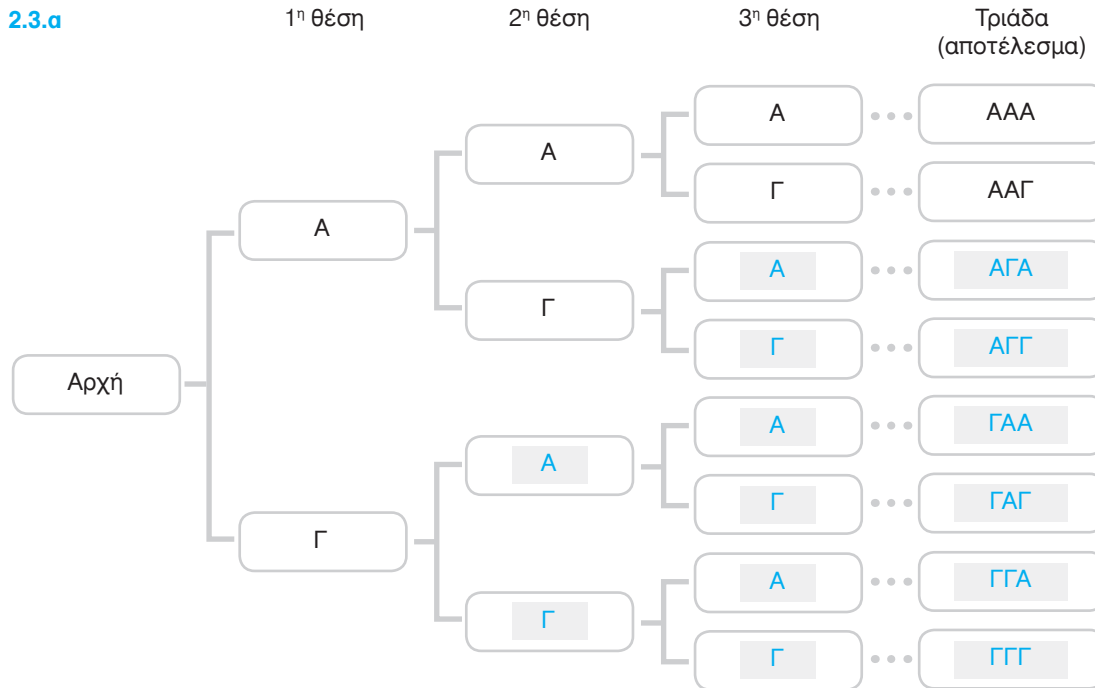 2.3.α 1η θέση 2η θέση 3η θέση Τριάδα
(αποτέλεσμα)
Α ΑΑΑ
Α
Γ ΑΑΓ
Α
Α ΑΓΑ
Γ
Γ ΑΓΓ
Αρχή
Α ΓΑΑ
Α
Γ ΓΑΓ
Γ
Α ΓΓΑ
Γ
Γ ΓΓΓ